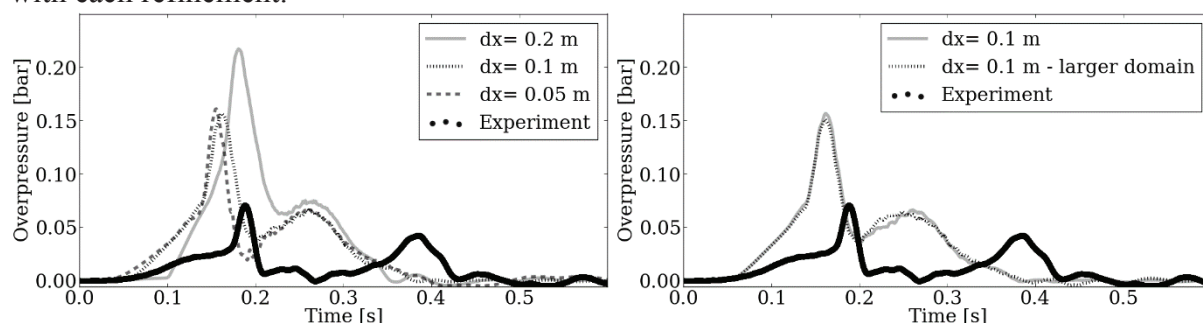 with each refinement.
Overpressure [bar]
0.20
0.15
0.10
0.05
0.00
dx= 0.2 m
dx= 0.1 m
dx= 0.05 m
Experiment
0.0 0.1 0.2 0.3 0.4 0.5
Time [s]
Overpressure [bar]
0.20
0.15
0.10
0.05
0.00
dx= 0.1 m
dx= 0.1 m - larger domain
Experiment
0.0 0.1 0.2 0.3 0.4 0.5
Time [s]